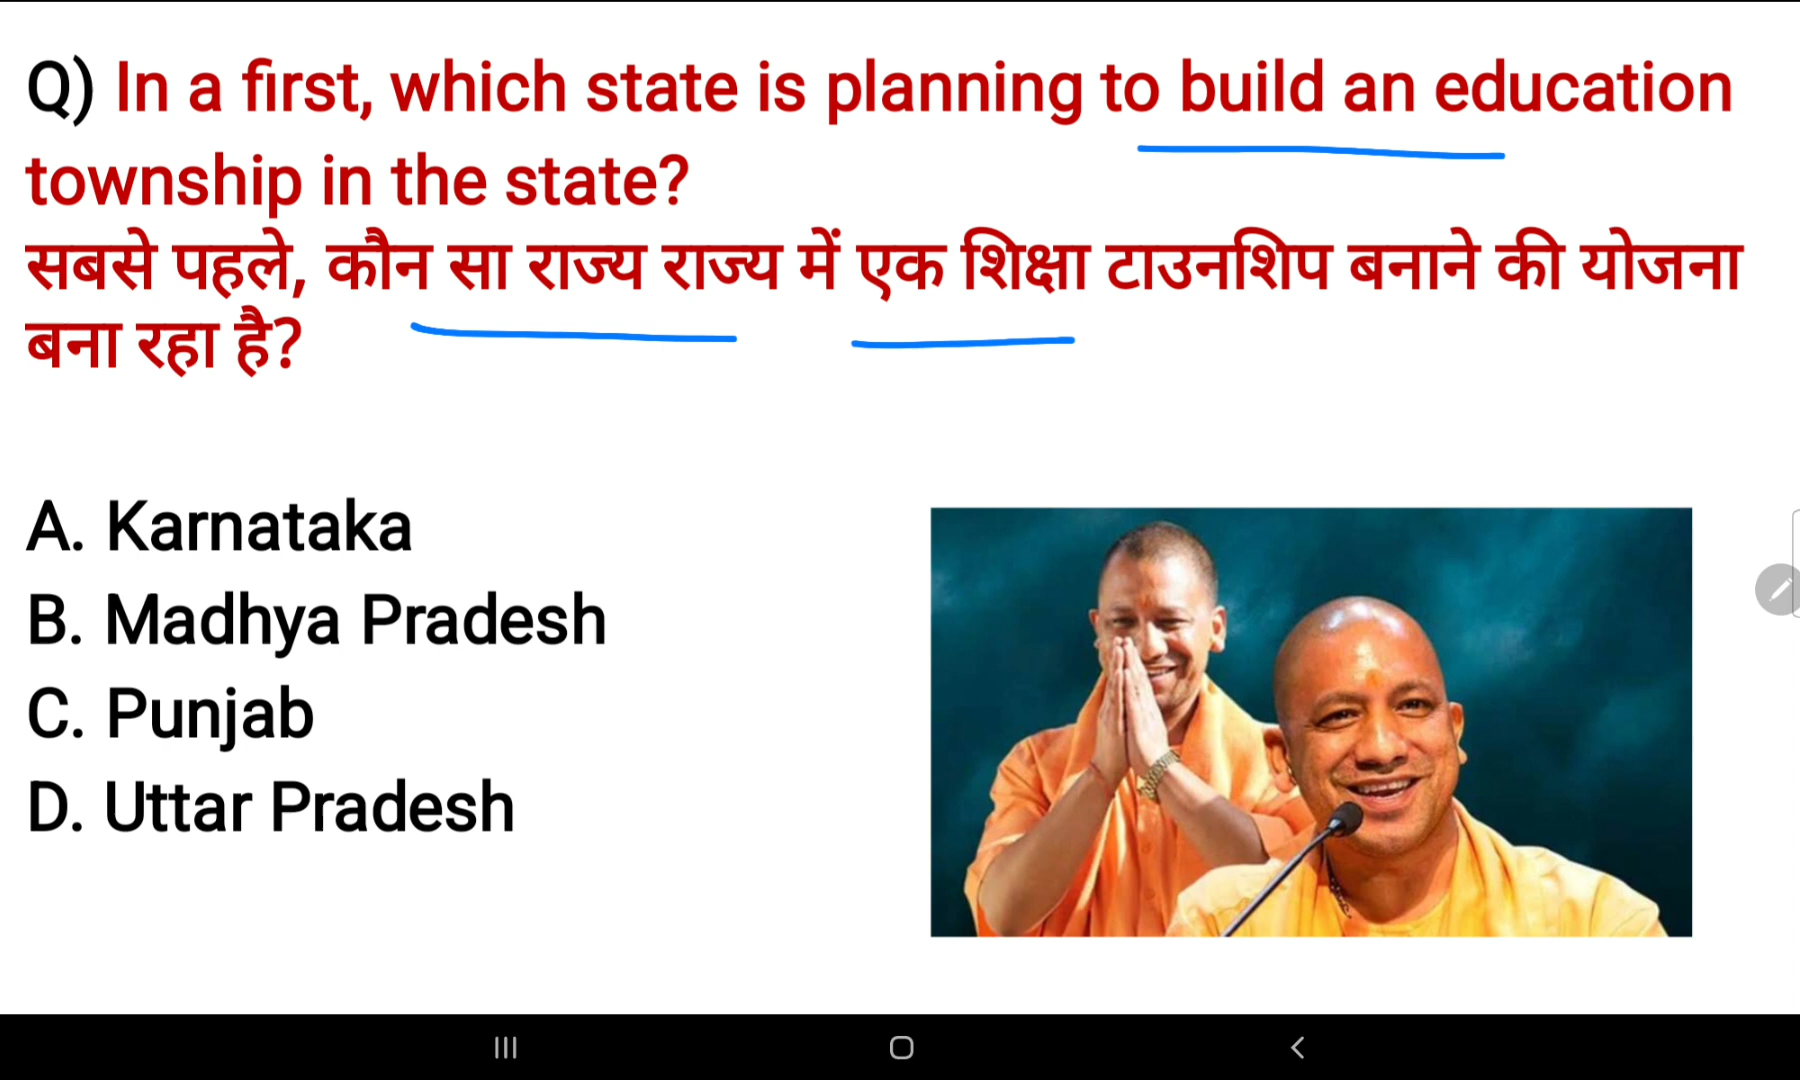 Q) In a first, which state is planning to build an education
township in the state?
सबसे पहले, कौन सा राज्य राज्य में एक शिक्षा टाउनशिप बनाने की योजना
बना रहा है?
A. Karnataka
B. Madhya Pradesh
C. Punjab
D. Uttar Pradesh